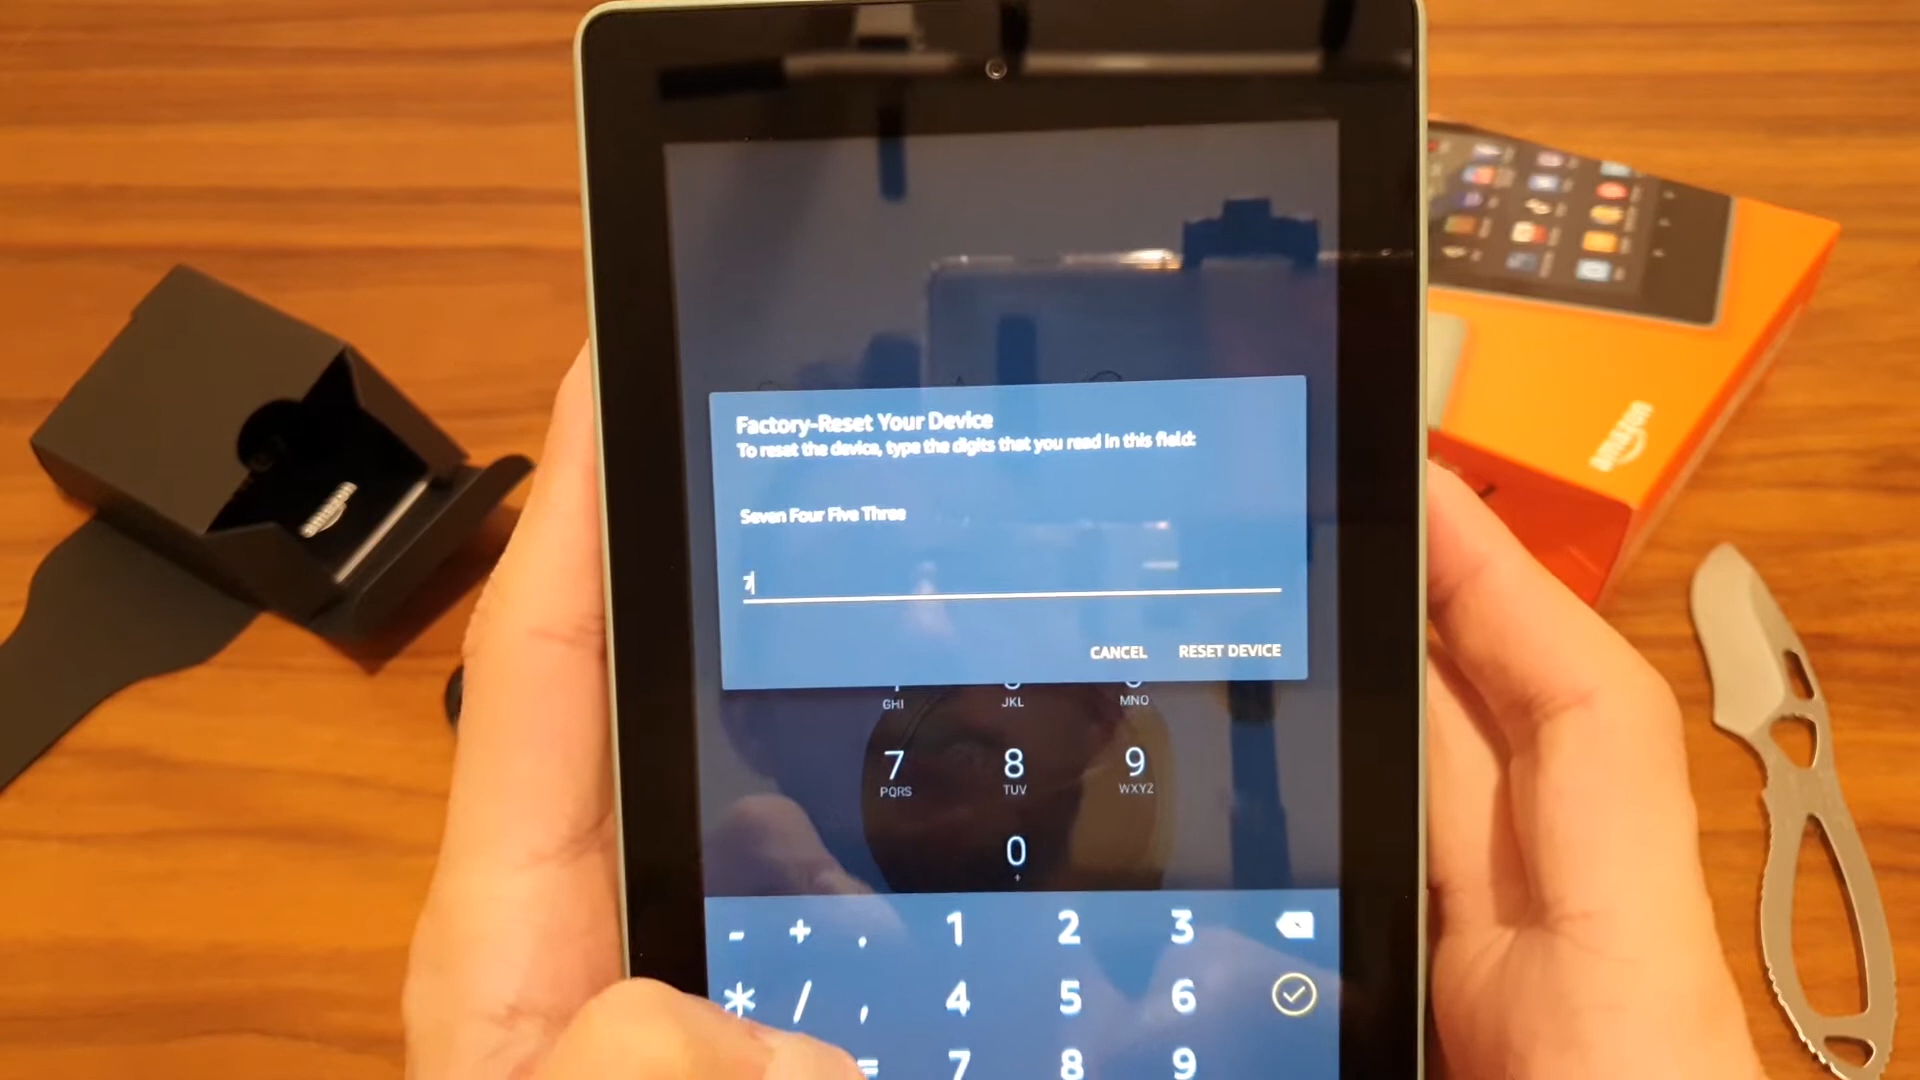 Factory-Reset Your Device
To reset the device, type the digits that you read in this field:
Seven Four Five Three
7
CANCEL RESET DEVICE
GHI JKL MNO
7 8 9
PQRS TUV WXYZ
0
+
- + . 1 2 3
* / , 4 5 6
= 7 8 9
amazon
amazon